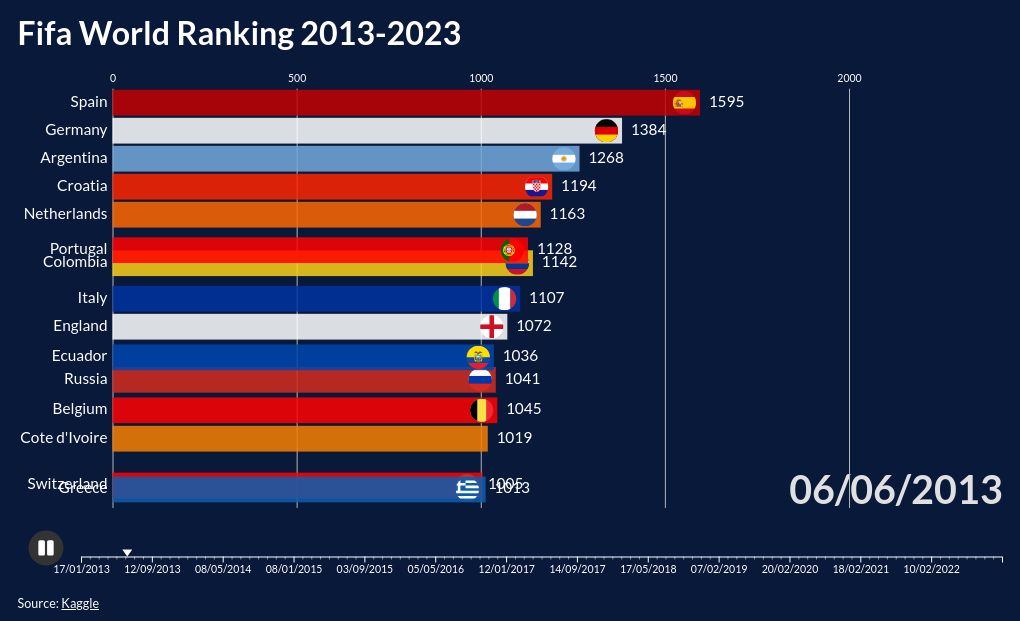 Fifa World Ranking 2013-2023
0 500 1000 1500 2000
Spain 1595
Germany 1384
Argentina 1268
Croatia 1194
Netherlands 1163
Portugal 1128
Colombia 1142
Italy 1107
England 1072
Ecuador 1036
Russia 1041
Belgium 1045
Cote d'Ivoire 1019
Switzerland 1005
Greece 1013
06/06/2013
17/01/2013 12/09/2013 08/05/2014 08/01/2015 03/09/2015 05/05/2016 12/01/2017 14/09/2017 17/05/2018 07/02/2019 20/02/2020 18/02/2021 10/02/2022
Source: Kaggle